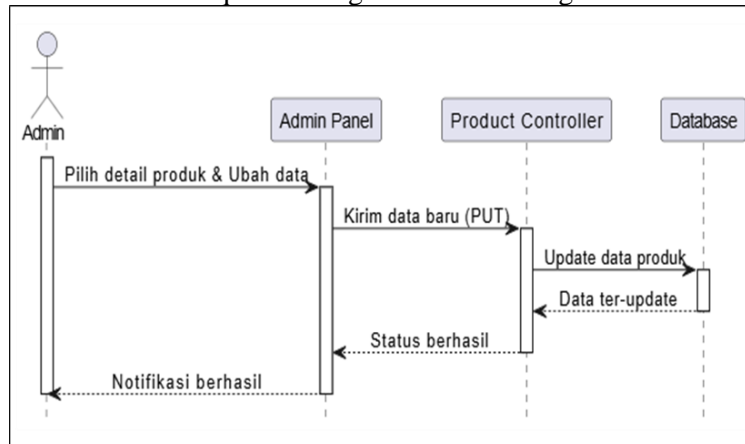 Admin
Admin Panel
Product Controller
Database
Pilih detail produk & Ubah data
Kirim data baru (PUT)
Update data produk
Data ter-update
Status berhasil
Notifikasi berhasil